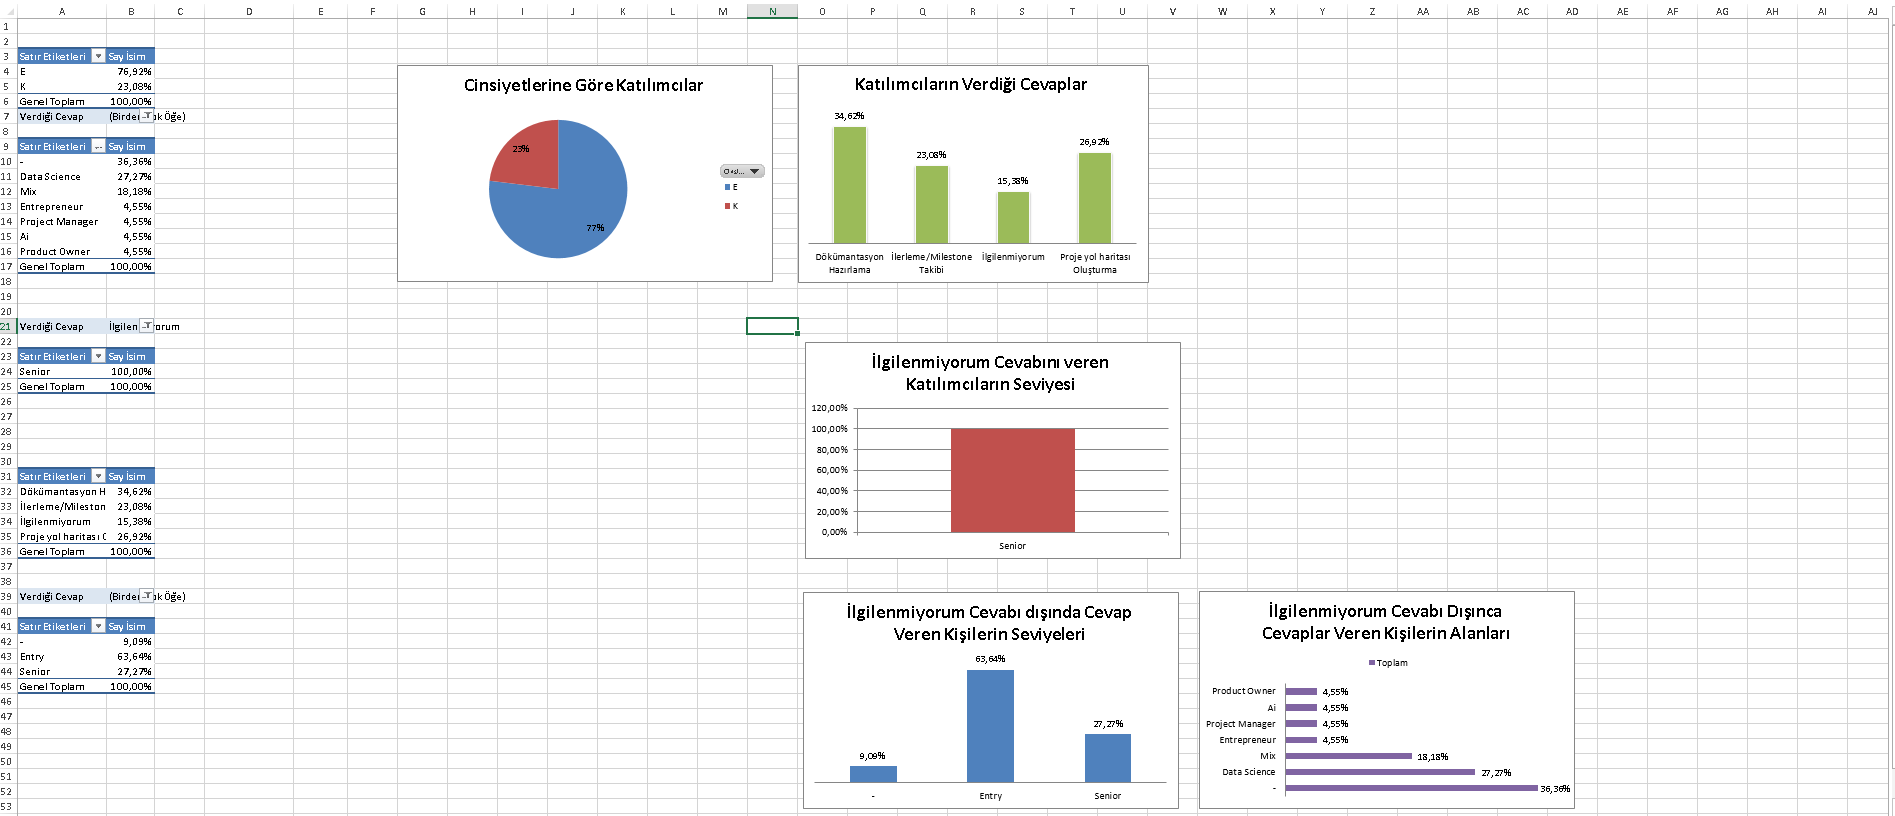 A B C D E F G H I J K L M N O P Q R S T U V W X Y Z AA AB AC AD AE AF AG AH AI AJ
1
2
3 Satır Etiketleri Say İsim
4 E 76,92%
5 K 23,08%
6 Genel Toplam 100,00%
7 Verdiği Cevap (Birde k Öğe)
8
9 Satır Etiketleri Say İsim
10 - 36,36%
11 Data Science 27,27%
12 Mix 18,18%
13 Entrepreneur 4,55%
14 Project Manager 4,55%
15 Ai 4,55%
16 Product Owner 4,55%
17 Genel Toplam 100,00%
18
19
20
21 Verdiği Cevap İlgilen yorum
22
23 Satır Etiketleri Say İsim
24 Senior 100,00%
25 Genel Toplam 100,00%
26
27
28
29
30
31 Satır Etiketleri Say İsim
32 Dökümantasyon H 34,62%
33 İlerleme/Mileston 23,08%
34 İlgilenmiyorum 15,38%
35 Proje yol haritası 26,92%
36 Genel Toplam 100,00%
37
38
39 Verdiği Cevap (Birde k Öğe)
40
41 Satır Etiketleri Say İsim
42 - 9,09%
43 Entry 63,64%
44 Senior 27,27%
45 Genel Toplam 100,00%
46
47
48
49
50
51
52
53
Cinsiyetlerine Göre Katılımcılar
23%
77%
E
K
Katılımcıların Verdiği Cevaplar
34,62%
23,08%
15,38%
26,92%
Dökümantasyon
Hazırlama
İlerleme/Milestone
Takibi
İlgilenmiyorum
Proje yol haritası
Oluşturma
İlgilenmiyorum Cevabını veren
Katılımcıların Seviyesi
120,00%
100,00%
80,00%
60,00%
40,00%
20,00%
0,00%
Senior
İlgilenmiyorum Cevabı dışında Cevap
Veren Kişilerin Seviyeleri
9,09%
63,64%
27,27%
- Entry Senior
İlgilenmiyorum Cevabı Dışınca
Cevaplar Veren Kişilerin Alanları
Toplam
Product Owner 4,55%
Ai 4,55%
Project Manager 4,55%
Entrepreneur 4,55%
Mix 18,18%
Data Science 27,27%
- 36,36%